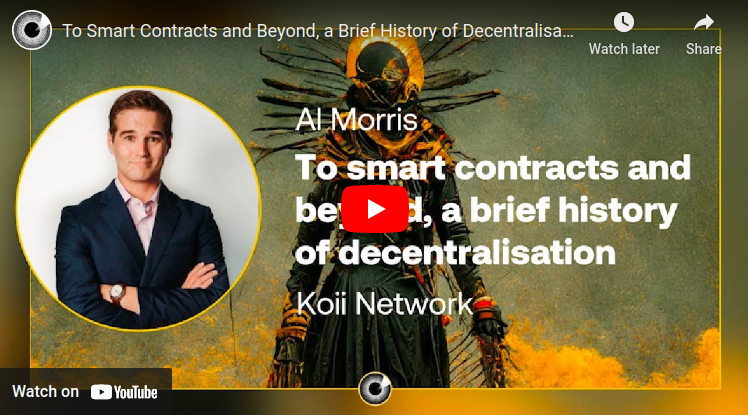 To Smart Contracts and Beyond, a Brief History of Decentralisa...
Watch later
Share
Al Morris
To smart contracts and
bey d, a brief history
of decentralisation
Koii Network
Watch on YouTube